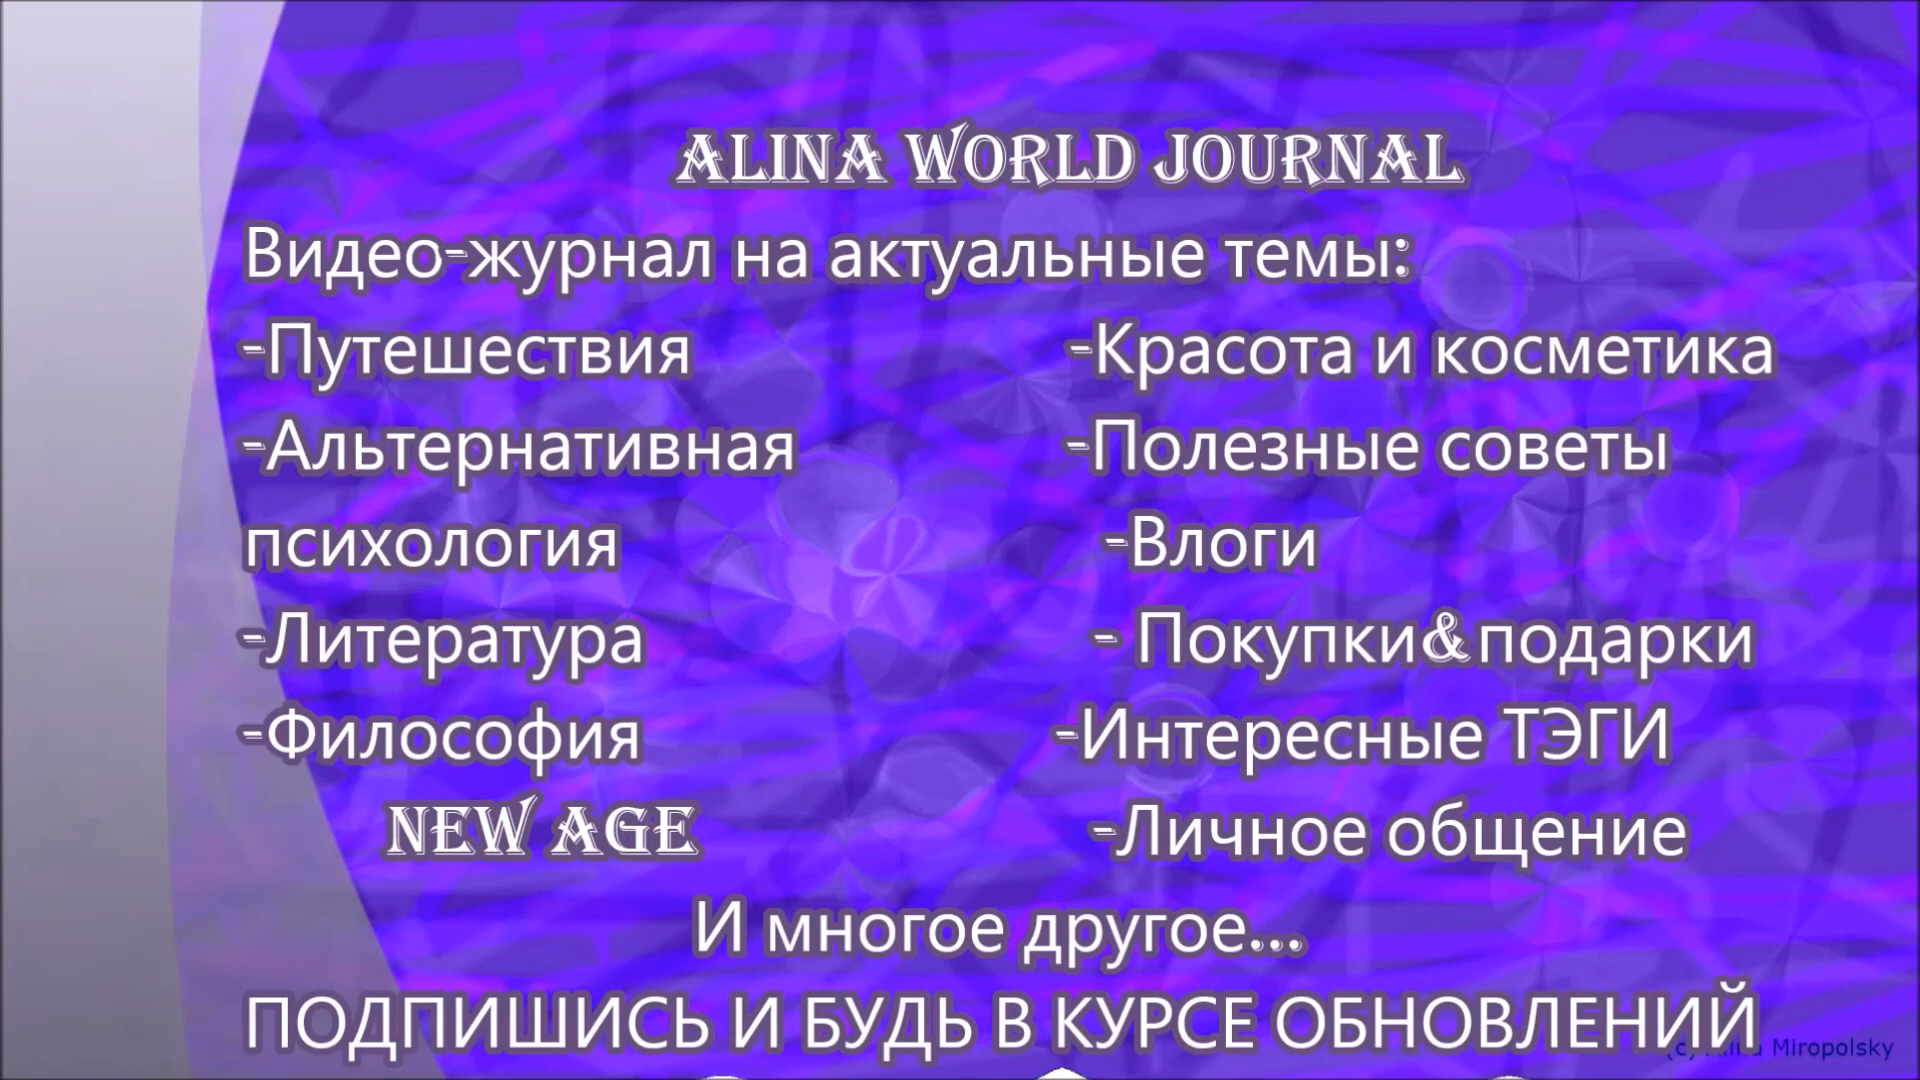 ALINA WORLD JOURNAL
Видео-журнал на актуальные темы:
-Путешествия -Красота и косметика
-Альтернативная -Полезные советы
психология -Влоги
-Литература - Покупки&подарки
-Философия -Интересные ТЭГИ
NEW AGE -Личное общение
И многое другое...
ПОДПИШИСЬ И БУДЬ В КУРСЕ ОБНОВЛЕНИЙ
(c) Miropolsky